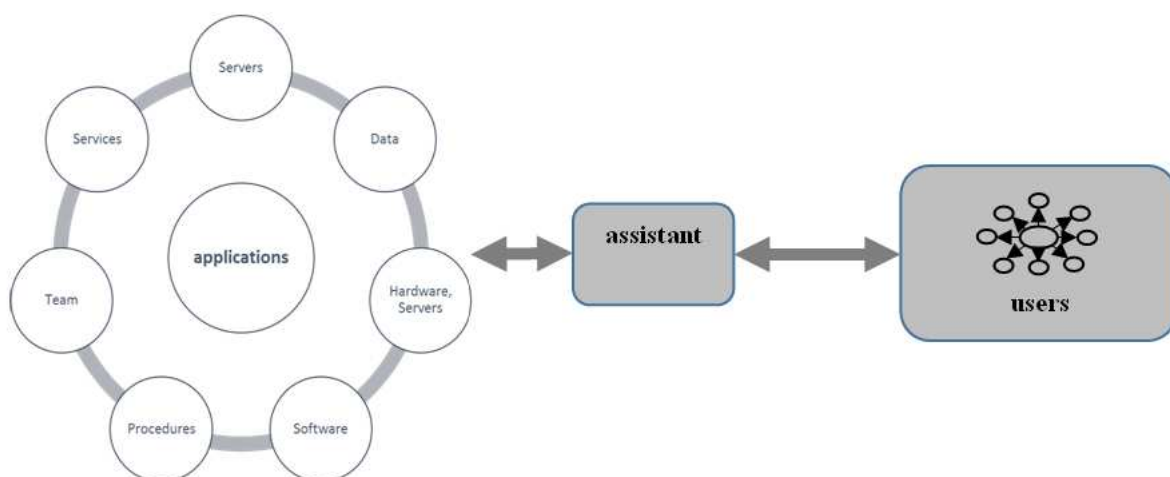 Servers
Services
Data
applications
assistant
Team
Hardware,
Servers
users
Procedures
Software